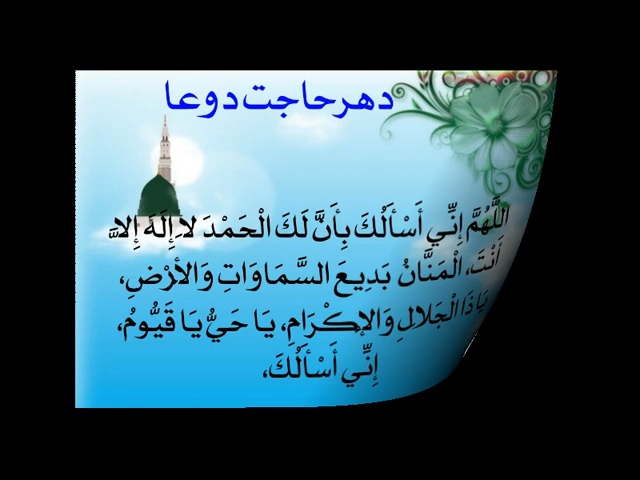 دهرحاجت دوعا
اللَّهُمَّ إِنِّي أَسْأَلُكَ بِأَنَّ لَكَ الْحَمْدَ لاَ إِلَهَ إِلاَّ
أَنْتَ، الْمَنَّانُ بَدِيعَ السَّمَاوَاتِ وَالأَرْضِ،
يَا ذَا الْجَلالِ وَالإِكْرَامِ، يَا حَيُّ يَا قَيُّومُ،
إِنِّي أَسْأَلُكَ،